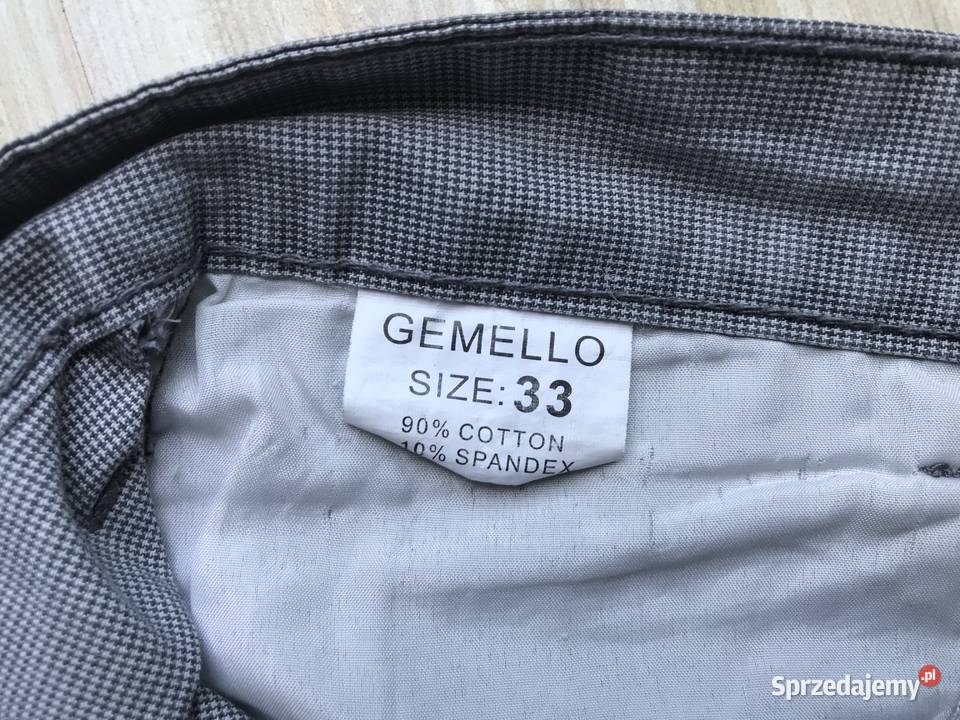 GEMELLO
SIZE: 33
90% COTTON
10% SPANDEX
Sprzedajemy.pl